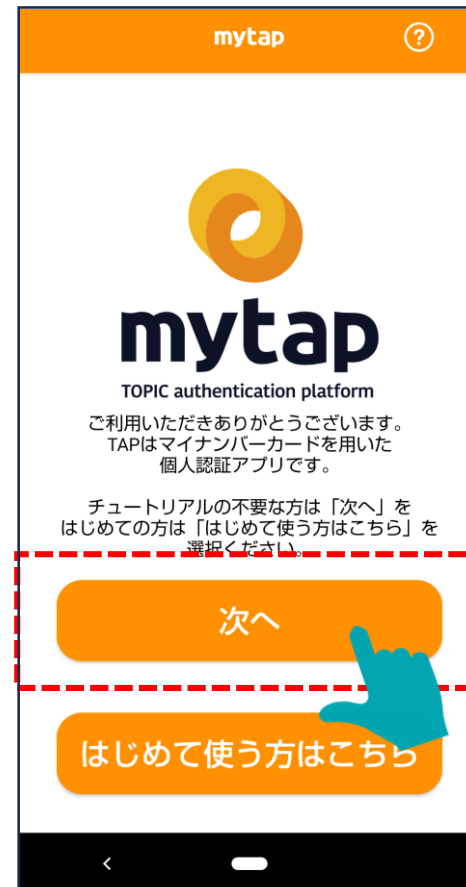 mytap
?
mytap
TOPIC authentication platform
ご利用いただきありがとうございます。
TAPはマイナンバーカードを用いた
個人認証アプリです。
チュートリアルの不要な方は「次へ」を
はじめての方は「はじめて使う方はこちら」を
選択ください。
次へ
はじめて使う方はこちら